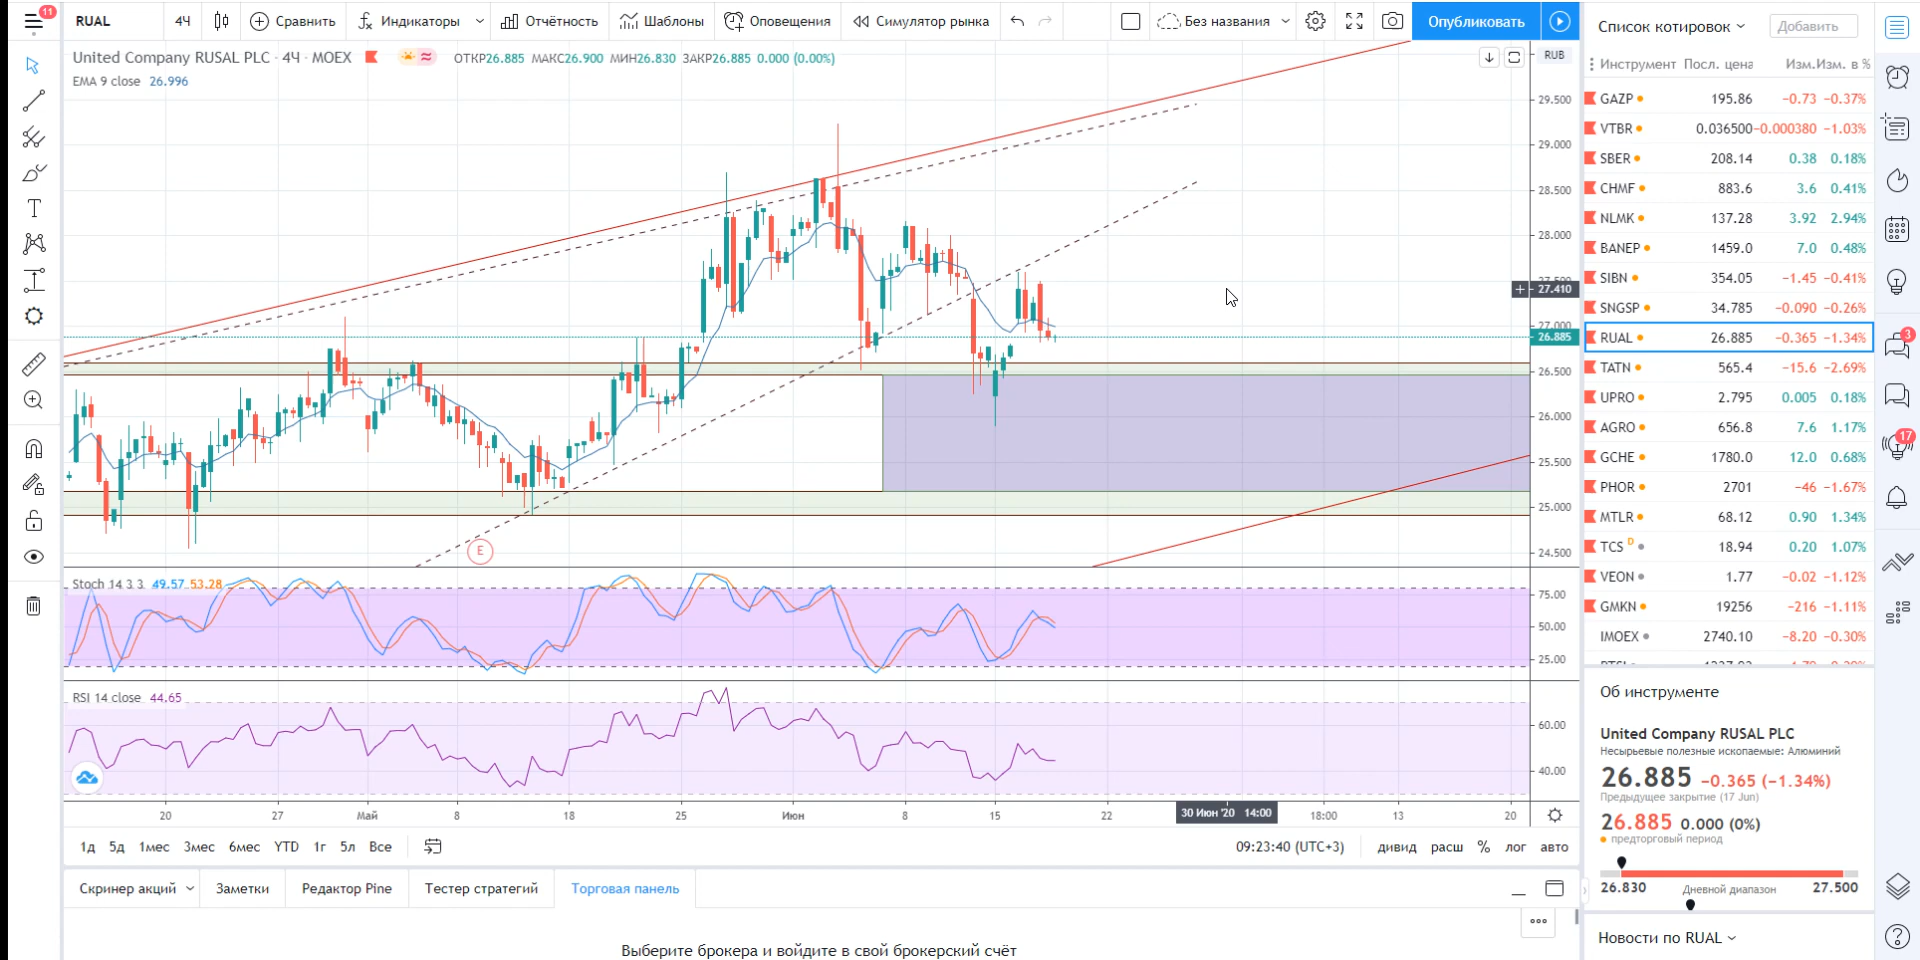 11
RUAL
4Ч
Сравнить
Индикаторы
Отчётность
Шаблоны
Оповещения
Симулятор рынка
Без названия
Опубликовать
United Company RUSAL PLC · 4Ч · MOEX
ОТКР26.885 МАКС26.900 МИН26.830 ЗАКР26.885 0.000 (0.00%)
EMA 9 close 26.996
RUB
29.500
29.000
28.500
28.000
27.410
27.000
26.885
26.500
26.000
25.500
25.000
24.500
E
Stoch 14 3 3 49.57 53.28
75.00
50.00
25.00
RSI 14 close 44.65
60.00
40.00
20 27 Май 8 18 25 Июн 8 15 22 30 Июн '20 14:00 18:00 13 20
1д 5д 1мес 3мес 6мес YTD 1г 5л Все
09:23:40 (UTC+3)
дивид расш % лог авто
Скринер акций
Заметки
Редактор Pine
Тестер стратегий
Торговая панель
Выберите брокера и войдите в свой брокерский счёт
Список котировок
Добавить
Инструмент Посл. цена Изм. Изм. в %
GAZP 195.86 −0.73 −0.37%
VTBR 0.036500 −0.000380 −1.03%
SBER 208.14 0.38 0.18%
CHMF 883.6 3.6 0.41%
NLMK 137.28 3.92 2.94%
BANEP 1459.0 7.0 0.48%
SIBN 354.05 −1.45 −0.41%
SNGSP 34.785 −0.090 −0.26%
RUAL 26.885 −0.365 −1.34%
TATN 565.4 −15.6 −2.69%
UPRO 2.795 0.005 0.18%
AGRO 656.8 7.6 1.17%
GCHE 1780.0 12.0 0.68%
PHOR 2701 −46 −1.67%
MTLR 68.12 0.90 1.34%
TCS D 18.94 0.20 1.07%
VEON 1.77 −0.02 −1.12%
GMKN 19256 −216 −1.11%
IMOEX 2740.10 −8.20 −0.30%
Об инструменте
United Company RUSAL PLC
Несырьевые полезные ископаемые: Алюминий
26.885 −0.365 (−1.34%)
Предыдущее закрытие (17 Jun)
26.885 0.000 (0%)
предторговый период
26.830 Дневной диапазон 27.500
Новости по RUAL
3
17